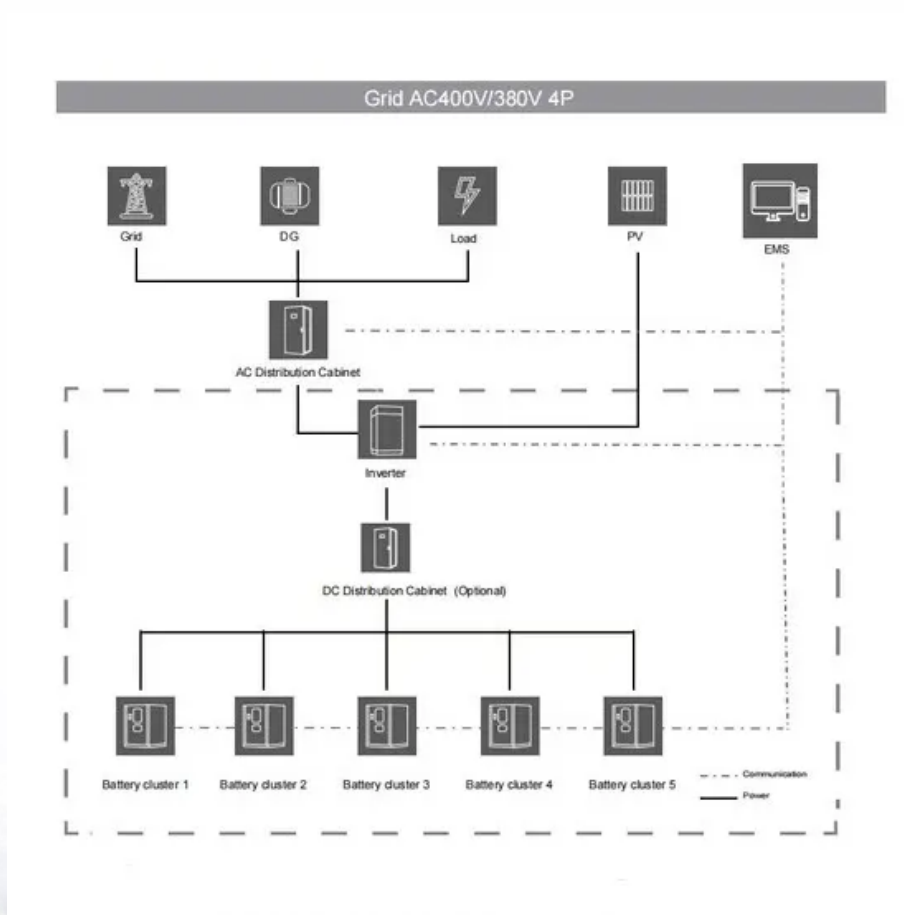 Grid AC400V/380V 4P
Grid
DG
Load
PV
EMS
AC Distribution Cabinet
Inverter
DC Distribution Cabinet (Optional)
Battery cluster 1
Battery cluster 2
Battery cluster 3
Battery cluster 4
Battery cluster 5
Communication
Power